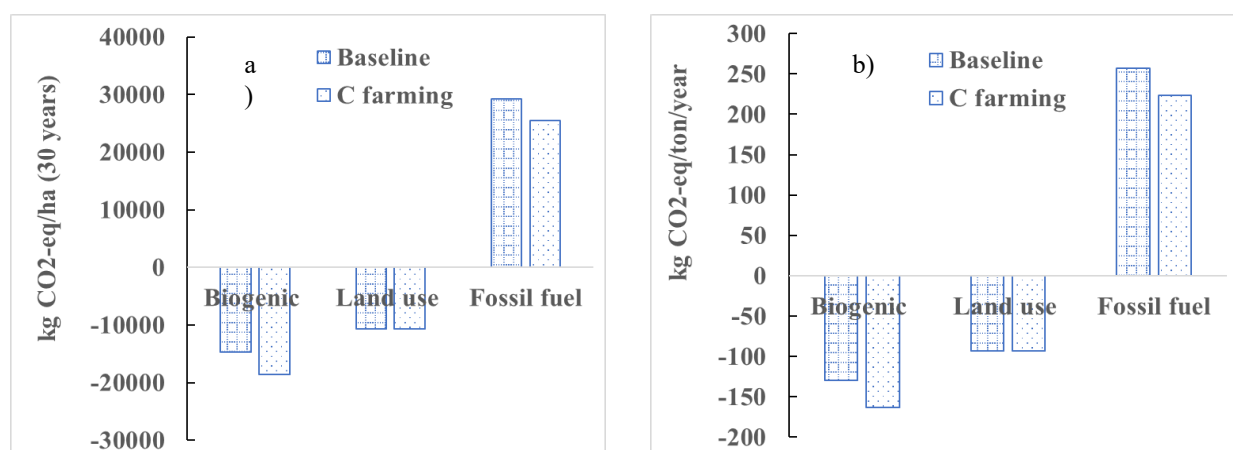 kg CO2-eq/ha (30 years)
40000
30000
20000
10000
0
-10000
-20000
-30000
a
)
Baseline
C farming
Biogenic
Land use
Fossil fuel
kg CO2-eq/ton/year
300
250
200
150
100
50
0
-50
-100
-150
-200
b)
Baseline
C farming
Biogenic
Land use
Fossil fuel